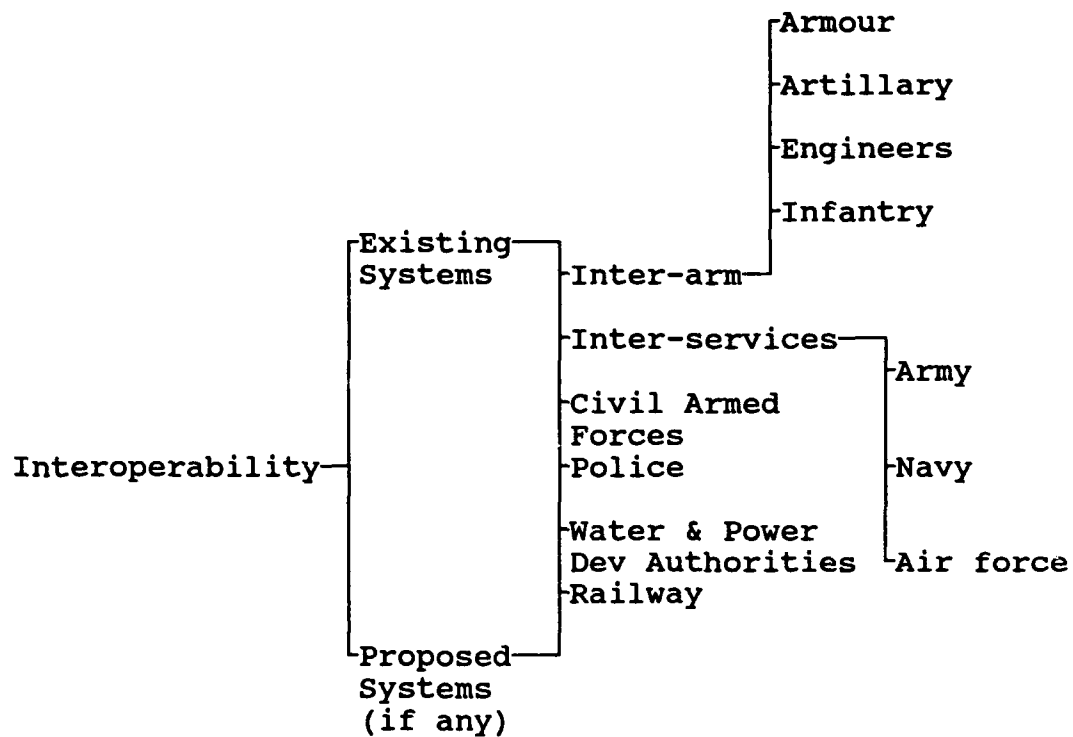 Armour
Artillary
Engineers
Infantry
Existing
Systems
Inter-arm
Inter-services
Army
Civil Armed
Forces
Interoperability
Police
Navy
Water & Power
Dev Authorities
Air force
Railway
Proposed
Systems
(if any)